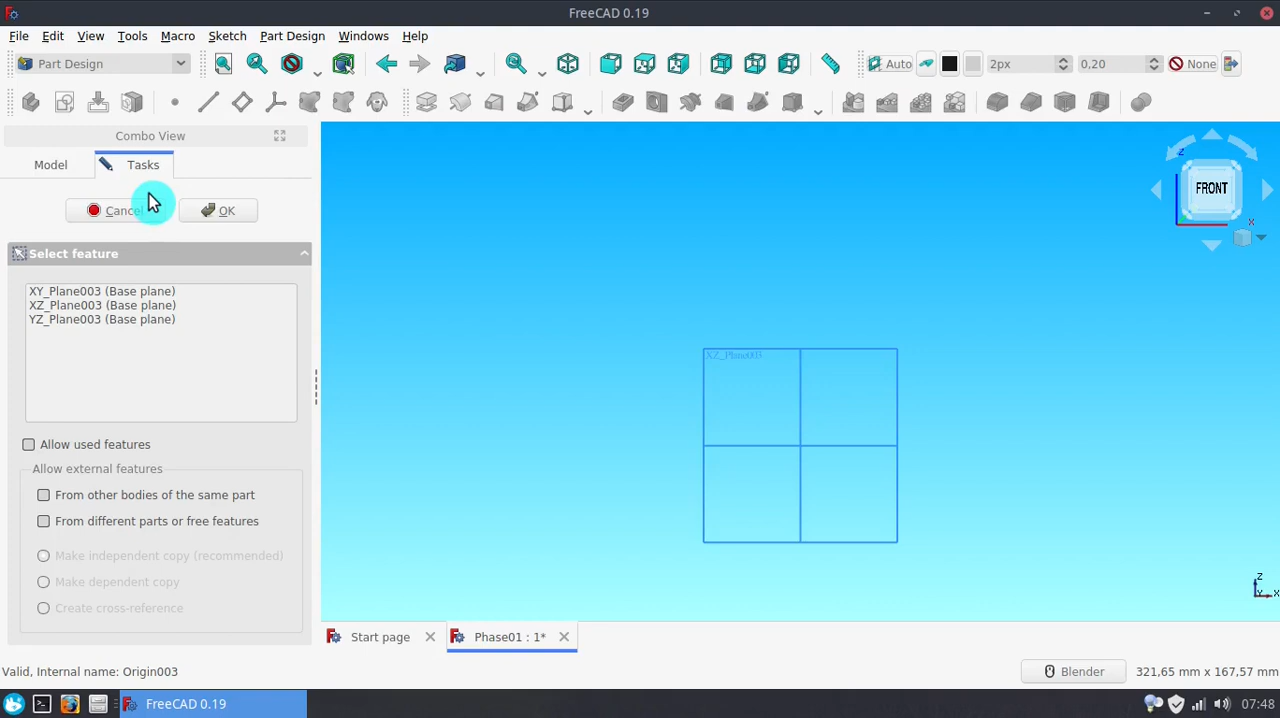 FreeCAD 0.19
File Edit View Tools Macro Sketch Part Design Windows Help
Part Design Auto 2px 0,20 None
Combo View
Model Tasks
Cancel OK
Select feature
XY_Plane003 (Base plane)
XZ_Plane003 (Base plane)
YZ_Plane003 (Base plane)
Allow used features
Allow external features
From other bodies of the same part
From different parts or free features
Make independent copy (recommended)
Make dependent copy
Create cross-reference
XZ_Plane003
FRONT
Z
X
Z
Y
X
Start page Phase01 : 1*
Valid, Internal name: Origin003 Blender 321,65 mm x 167,57 mm
FreeCAD 0.19 07:48